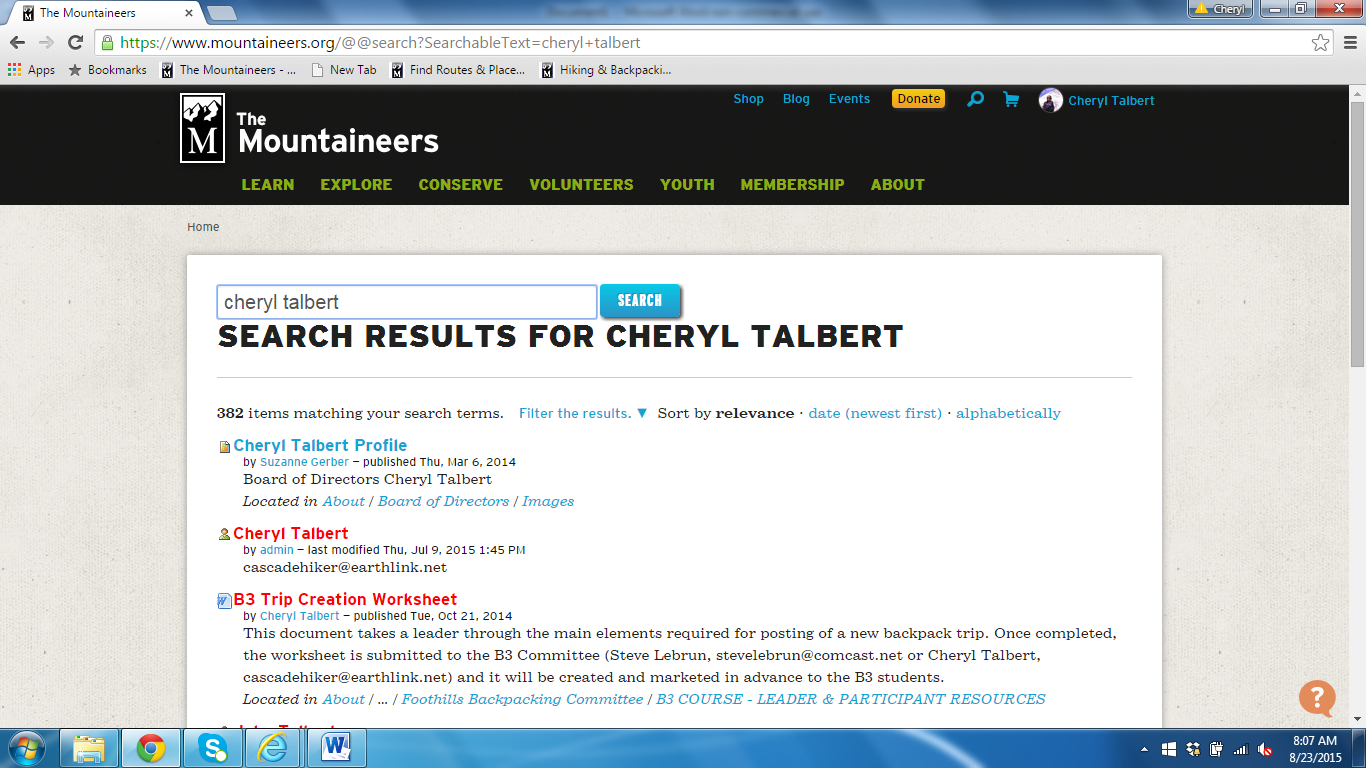 The Mountaineers
Cheryl
https://www.mountaineers.org/@@search?SearchableText=cheryl+talbert
Apps Bookmarks The Mountaineers - ... New Tab Find Routes & Place... Hiking & Backpacki...
Shop Blog Events Donate Cheryl Talbert
M
The
Mountaineers
LEARN EXPLORE CONSERVE VOLUNTEERS YOUTH MEMBERSHIP ABOUT
Home
cheryl talbert SEARCH
SEARCH RESULTS FOR CHERYL TALBERT
382 items matching your search terms. Filter the results. ▼ Sort by relevance · date (newest first) · alphabetically
Cheryl Talbert Profile
by Suzanne Gerber — published Thu, Mar 6, 2014
Board of Directors Cheryl Talbert
Located in About / Board of Directors / Images
Cheryl Talbert
by admin — last modified Thu, Jul 9, 2015 1:45 PM
cascadehiker@earthlink.net
B3 Trip Creation Worksheet
by Cheryl Talbert — published Tue, Oct 21, 2014
This document takes a leader through the main elements required for posting of a new backpack trip. Once completed,
the worksheet is submitted to the B3 Committee (Steve Lebrun, stevelebrun@comcast.net or Cheryl Talbert,
cascadehiker@earthlink.net) and it will be created and marketed in advance to the B3 students.
Located in About / ... / Foothills Backpacking Committee / B3 COURSE - LEADER & PARTICIPANT RESOURCES
?
8:07 AM
8/23/2015